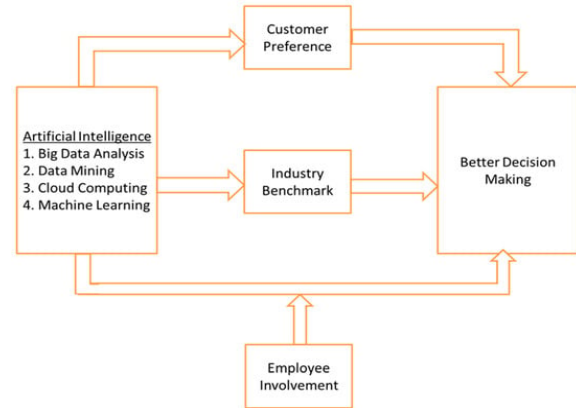 Customer
Preference
Artificial Intelligence
1. Big Data Analysis
2. Data Mining
3. Cloud Computing
4. Machine Learning
Industry
Benchmark
Better Decision
Making
Employee
Involvement